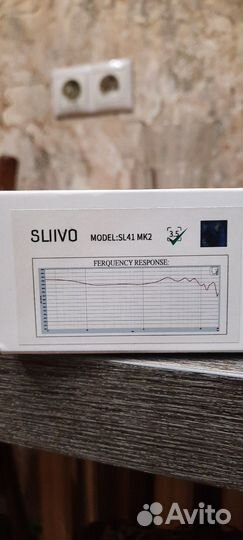 SLIIVO MODEL:SL41 MK2 3.5
FERQUENCY RESPONSE:
Avito